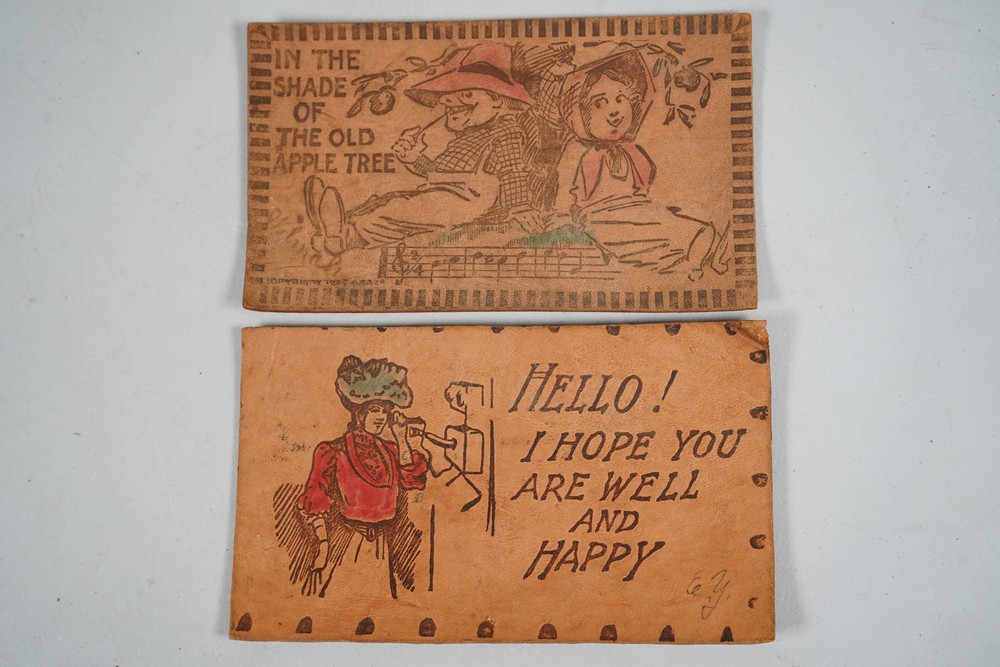 IN THE
SHADE
OF
THE OLD
APPLE TREE
HELLO!
I HOPE YOU
ARE WELL
AND
HAPPY
E.Y.